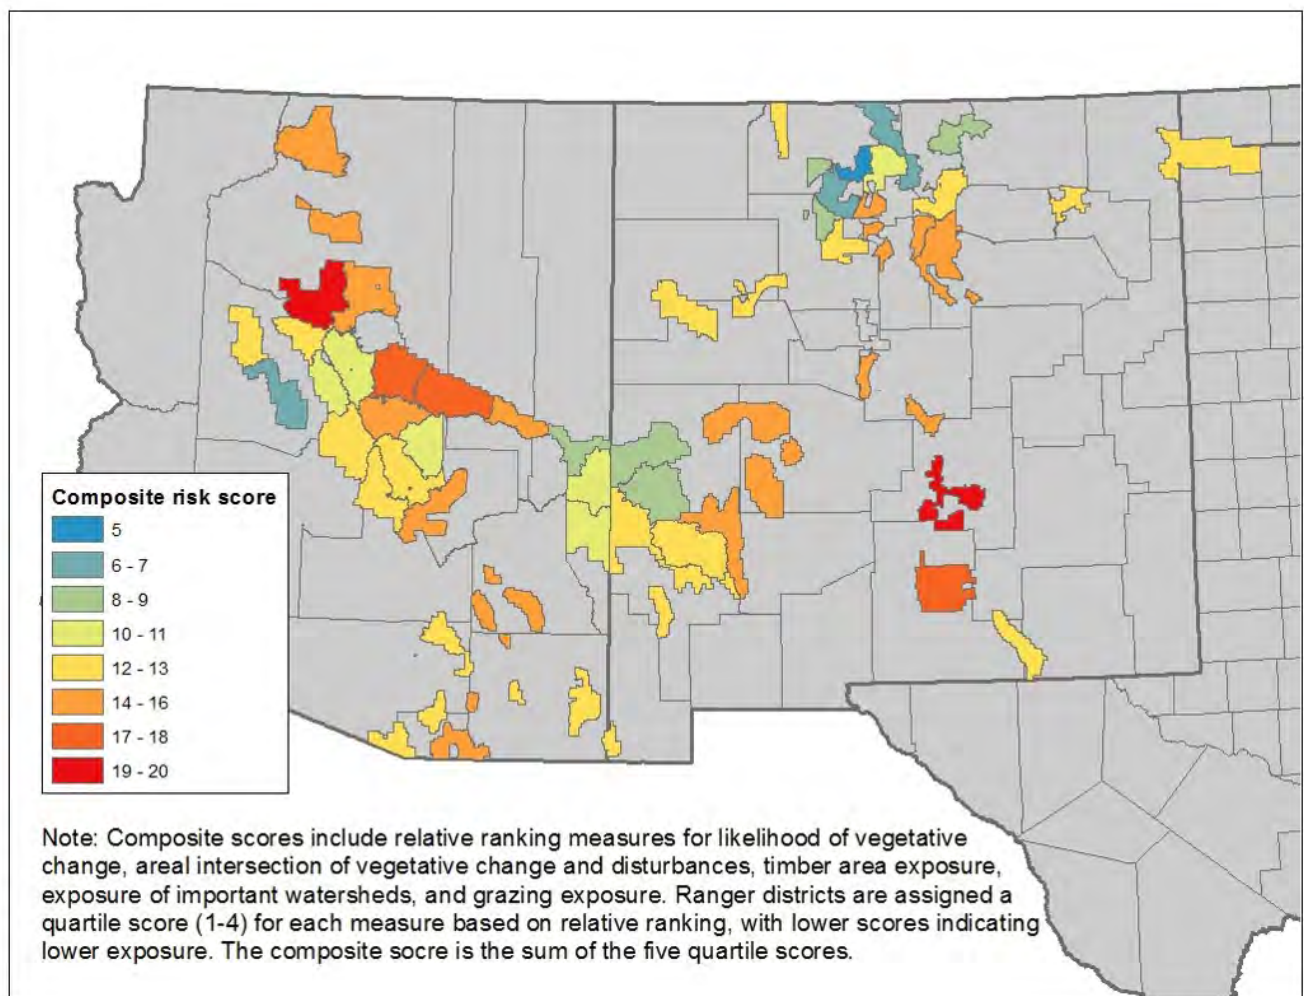 Composite risk score
5
6 - 7
8 - 9
10 - 11
12 - 13
14 - 16
17 - 18
19 - 20
Note: Composite scores include relative ranking measures for likelihood of vegetative
change, areal intersection of vegetative change and disturbances, timber area exposure,
exposure of important watersheds, and grazing exposure. Ranger districts are assigned a
quartile score (1-4) for each measure based on relative ranking, with lower scores indicating
lower exposure. The composite socre is the sum of the five quartile scores.